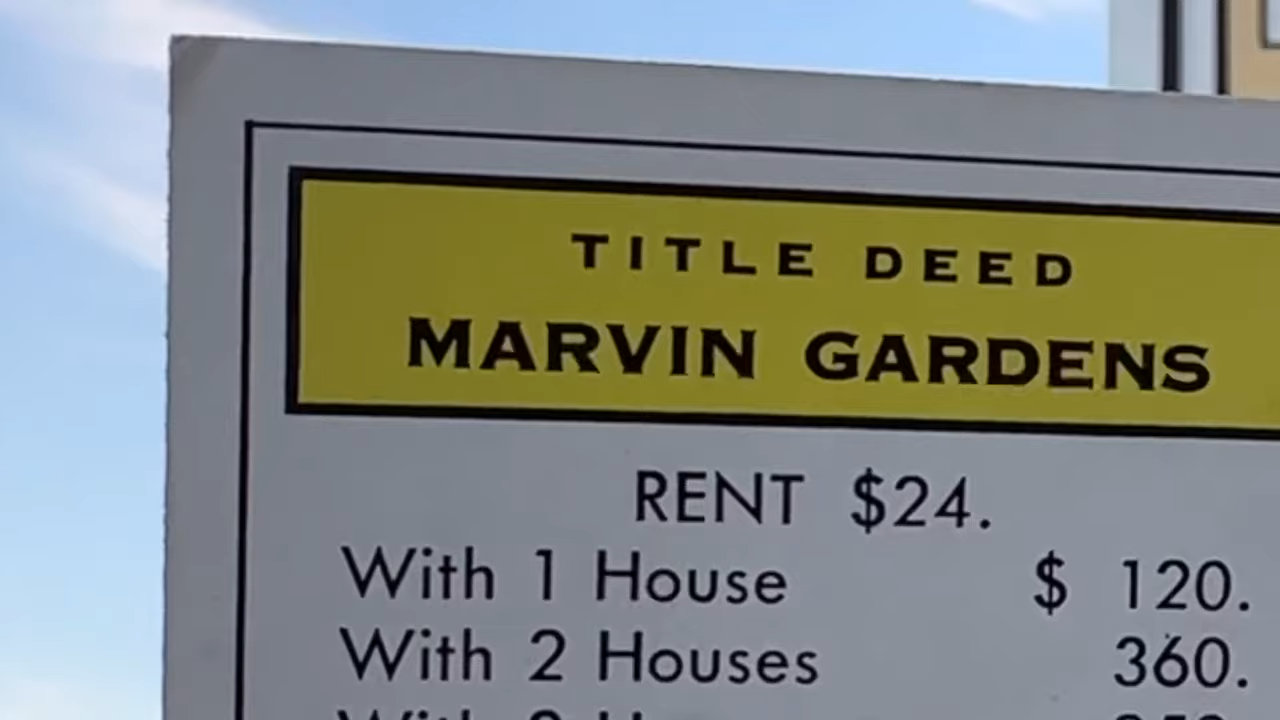 TITLE DEED
MARVIN GARDENS
RENT $24.
With 1 House $ 120.
With 2 Houses 360.